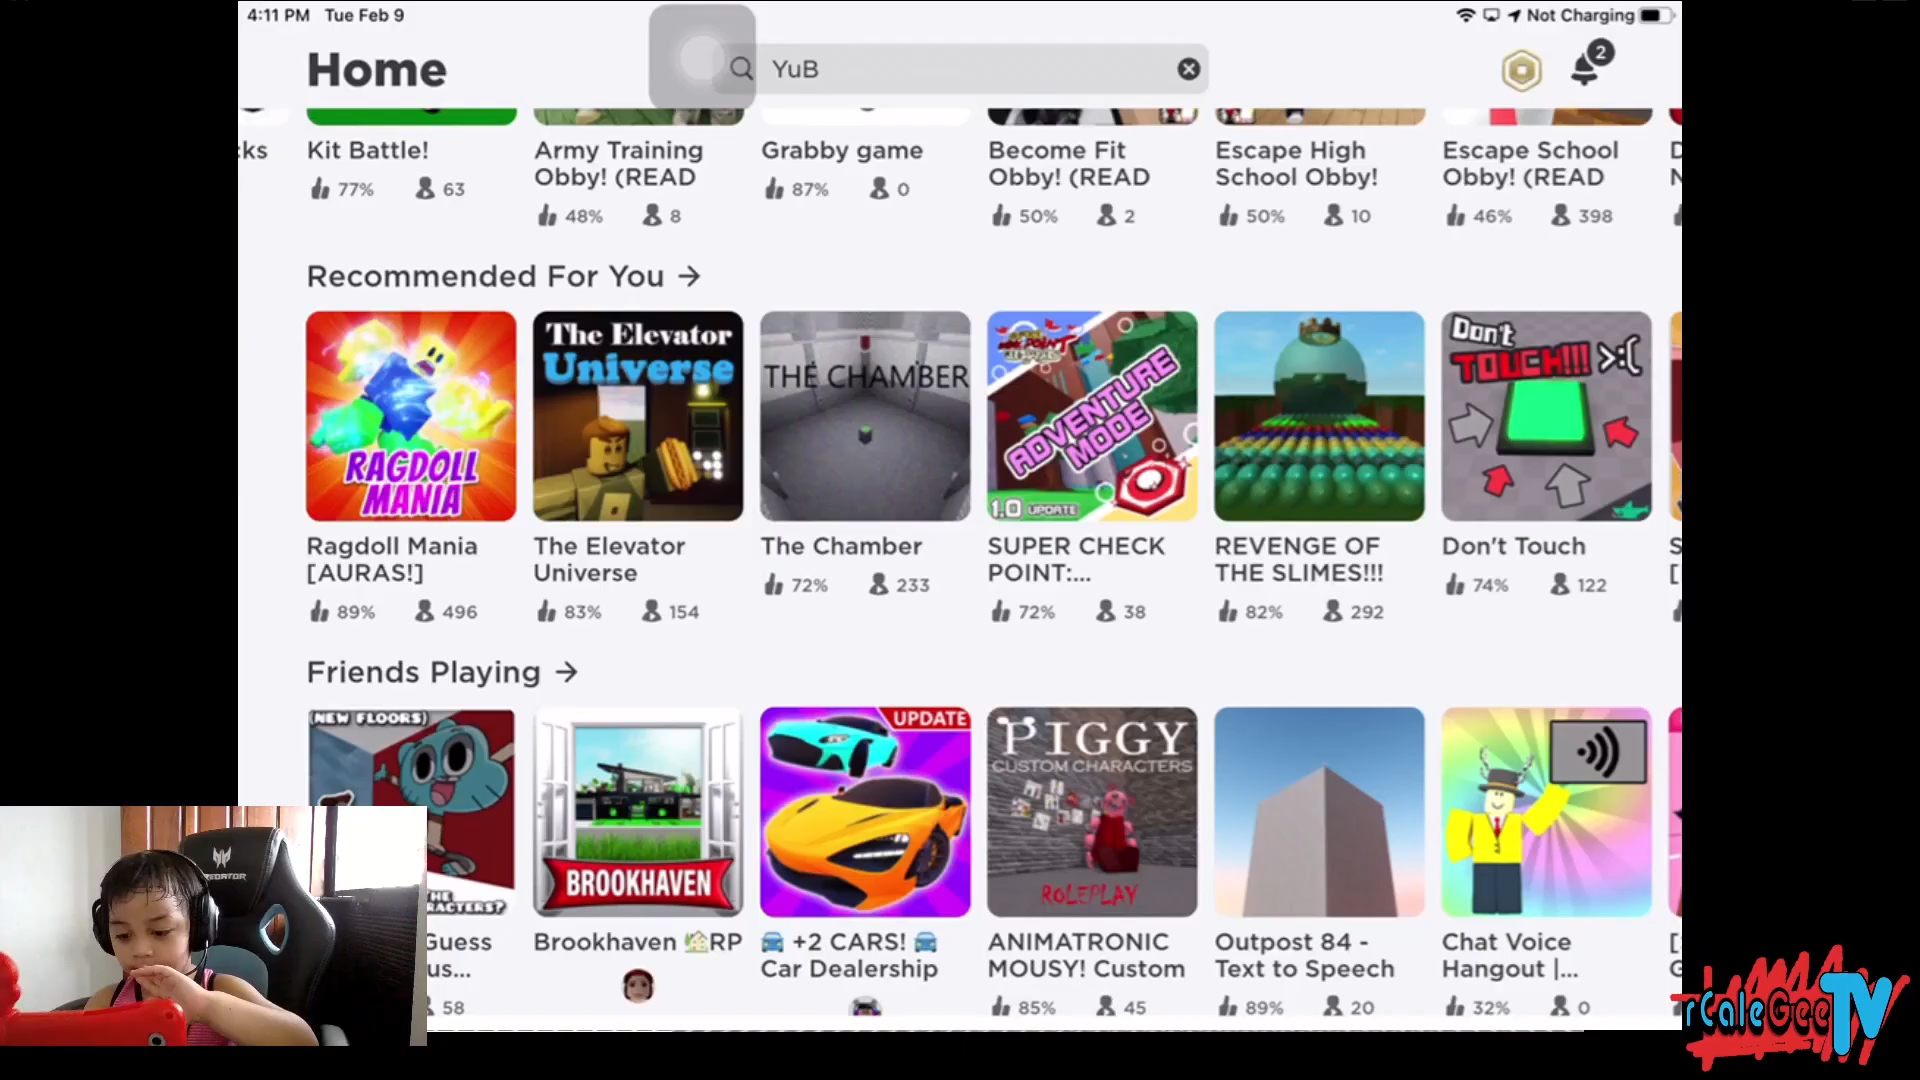 4:11 PM Tue Feb 9
Not Charging
Home
YuB
2
cks
Kit Battle!
77% 63
Army Training
Obby! (READ
48% 8
Grabby game
87% 0
Become Fit
Obby! (READ
50% 2
Escape High
School Obby!
50% 10
Escape School
Obby! (READ
46% 398
Recommended For You →
RAGDOLL
MANIA
The Elevator
Universe
THE CHAMBER
ADVENTURE
MODE
1.0 UPDATE
Don't
TOUCH!!! >:(
Ragdoll Mania
[AURAS!]
89% 496
The Elevator
Universe
83% 154
The Chamber
72% 233
SUPER CHECK
POINT:...
72% 38
REVENGE OF
THE SLIMES!!!
82% 292
Don't Touch
74% 122
Friends Playing →
(NEW FLOORS)
BROOKHAVEN
UPDATE
PIGGY
CUSTOM CHARACTERS
ROLEPLAY
Guess
us...
58
Brookhaven 🏡RP
🚘 +2 CARS! 🚘
Car Dealership
ANIMATRONIC
MOUSY! Custom
85% 45
Outpost 84 -
Text to Speech
89% 20
Chat Voice
Hangout |...
32% 0
rCaleGeeTV